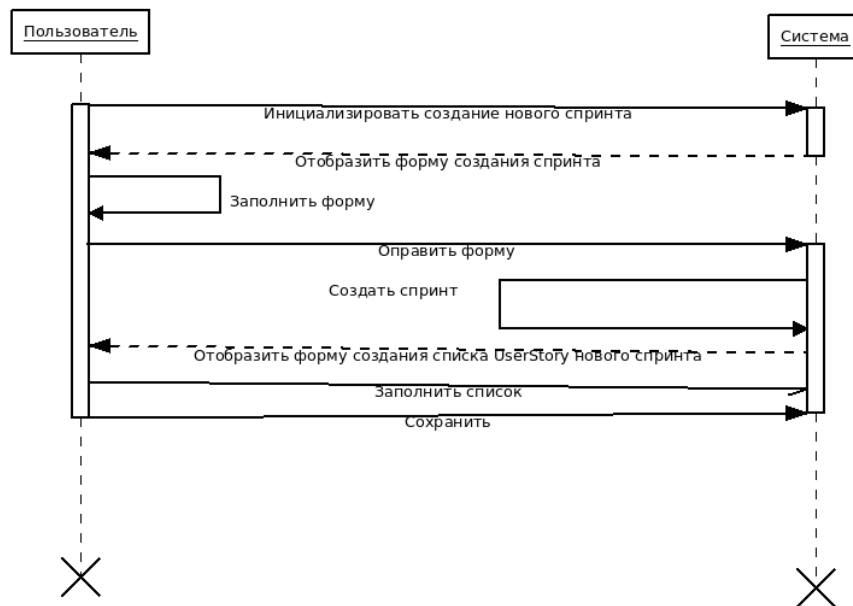 Пользователь
Система
Инициализировать создание нового спринта
Отобразить форму создания спринта
Заполнить форму
Оправить форму
Создать спринт
Отобразить форму создания списка UserStory нового спринта
Заполнить список
Сохранить